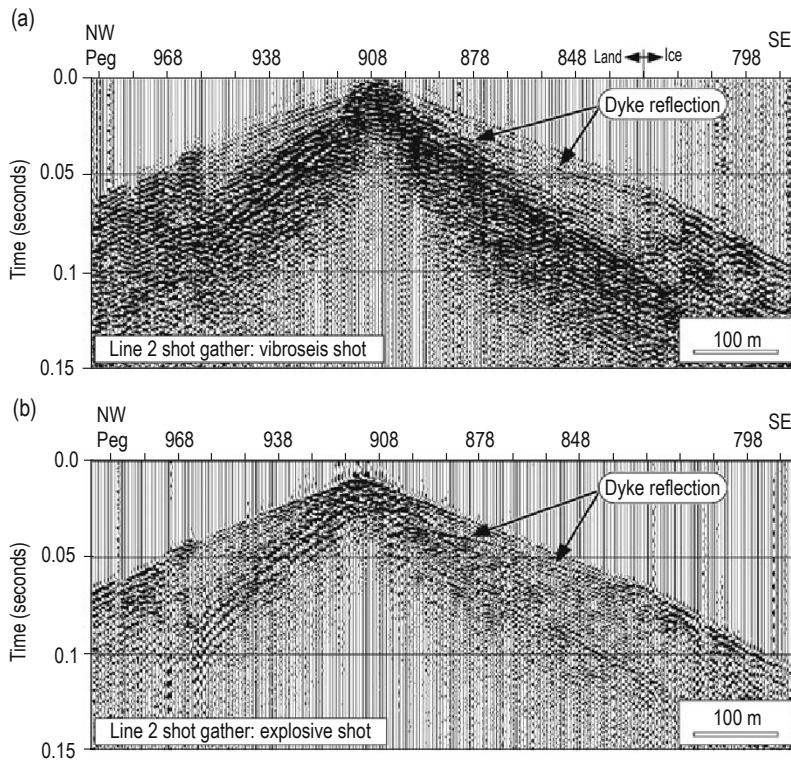 (a)
NW
SE
Peg 968 938 908 878 848 Land Ice 798
0.0
Dyke reflection
0.05
Time (seconds)
0.1
Line 2 shot gather: vibroseis shot
100 m
0.15
(b)
NW
SE
Peg 968 938 908 878 848 798
0.0
Dyke reflection
0.05
Time (seconds)
0.1
Line 2 shot gather: explosive shot
100 m
0.15